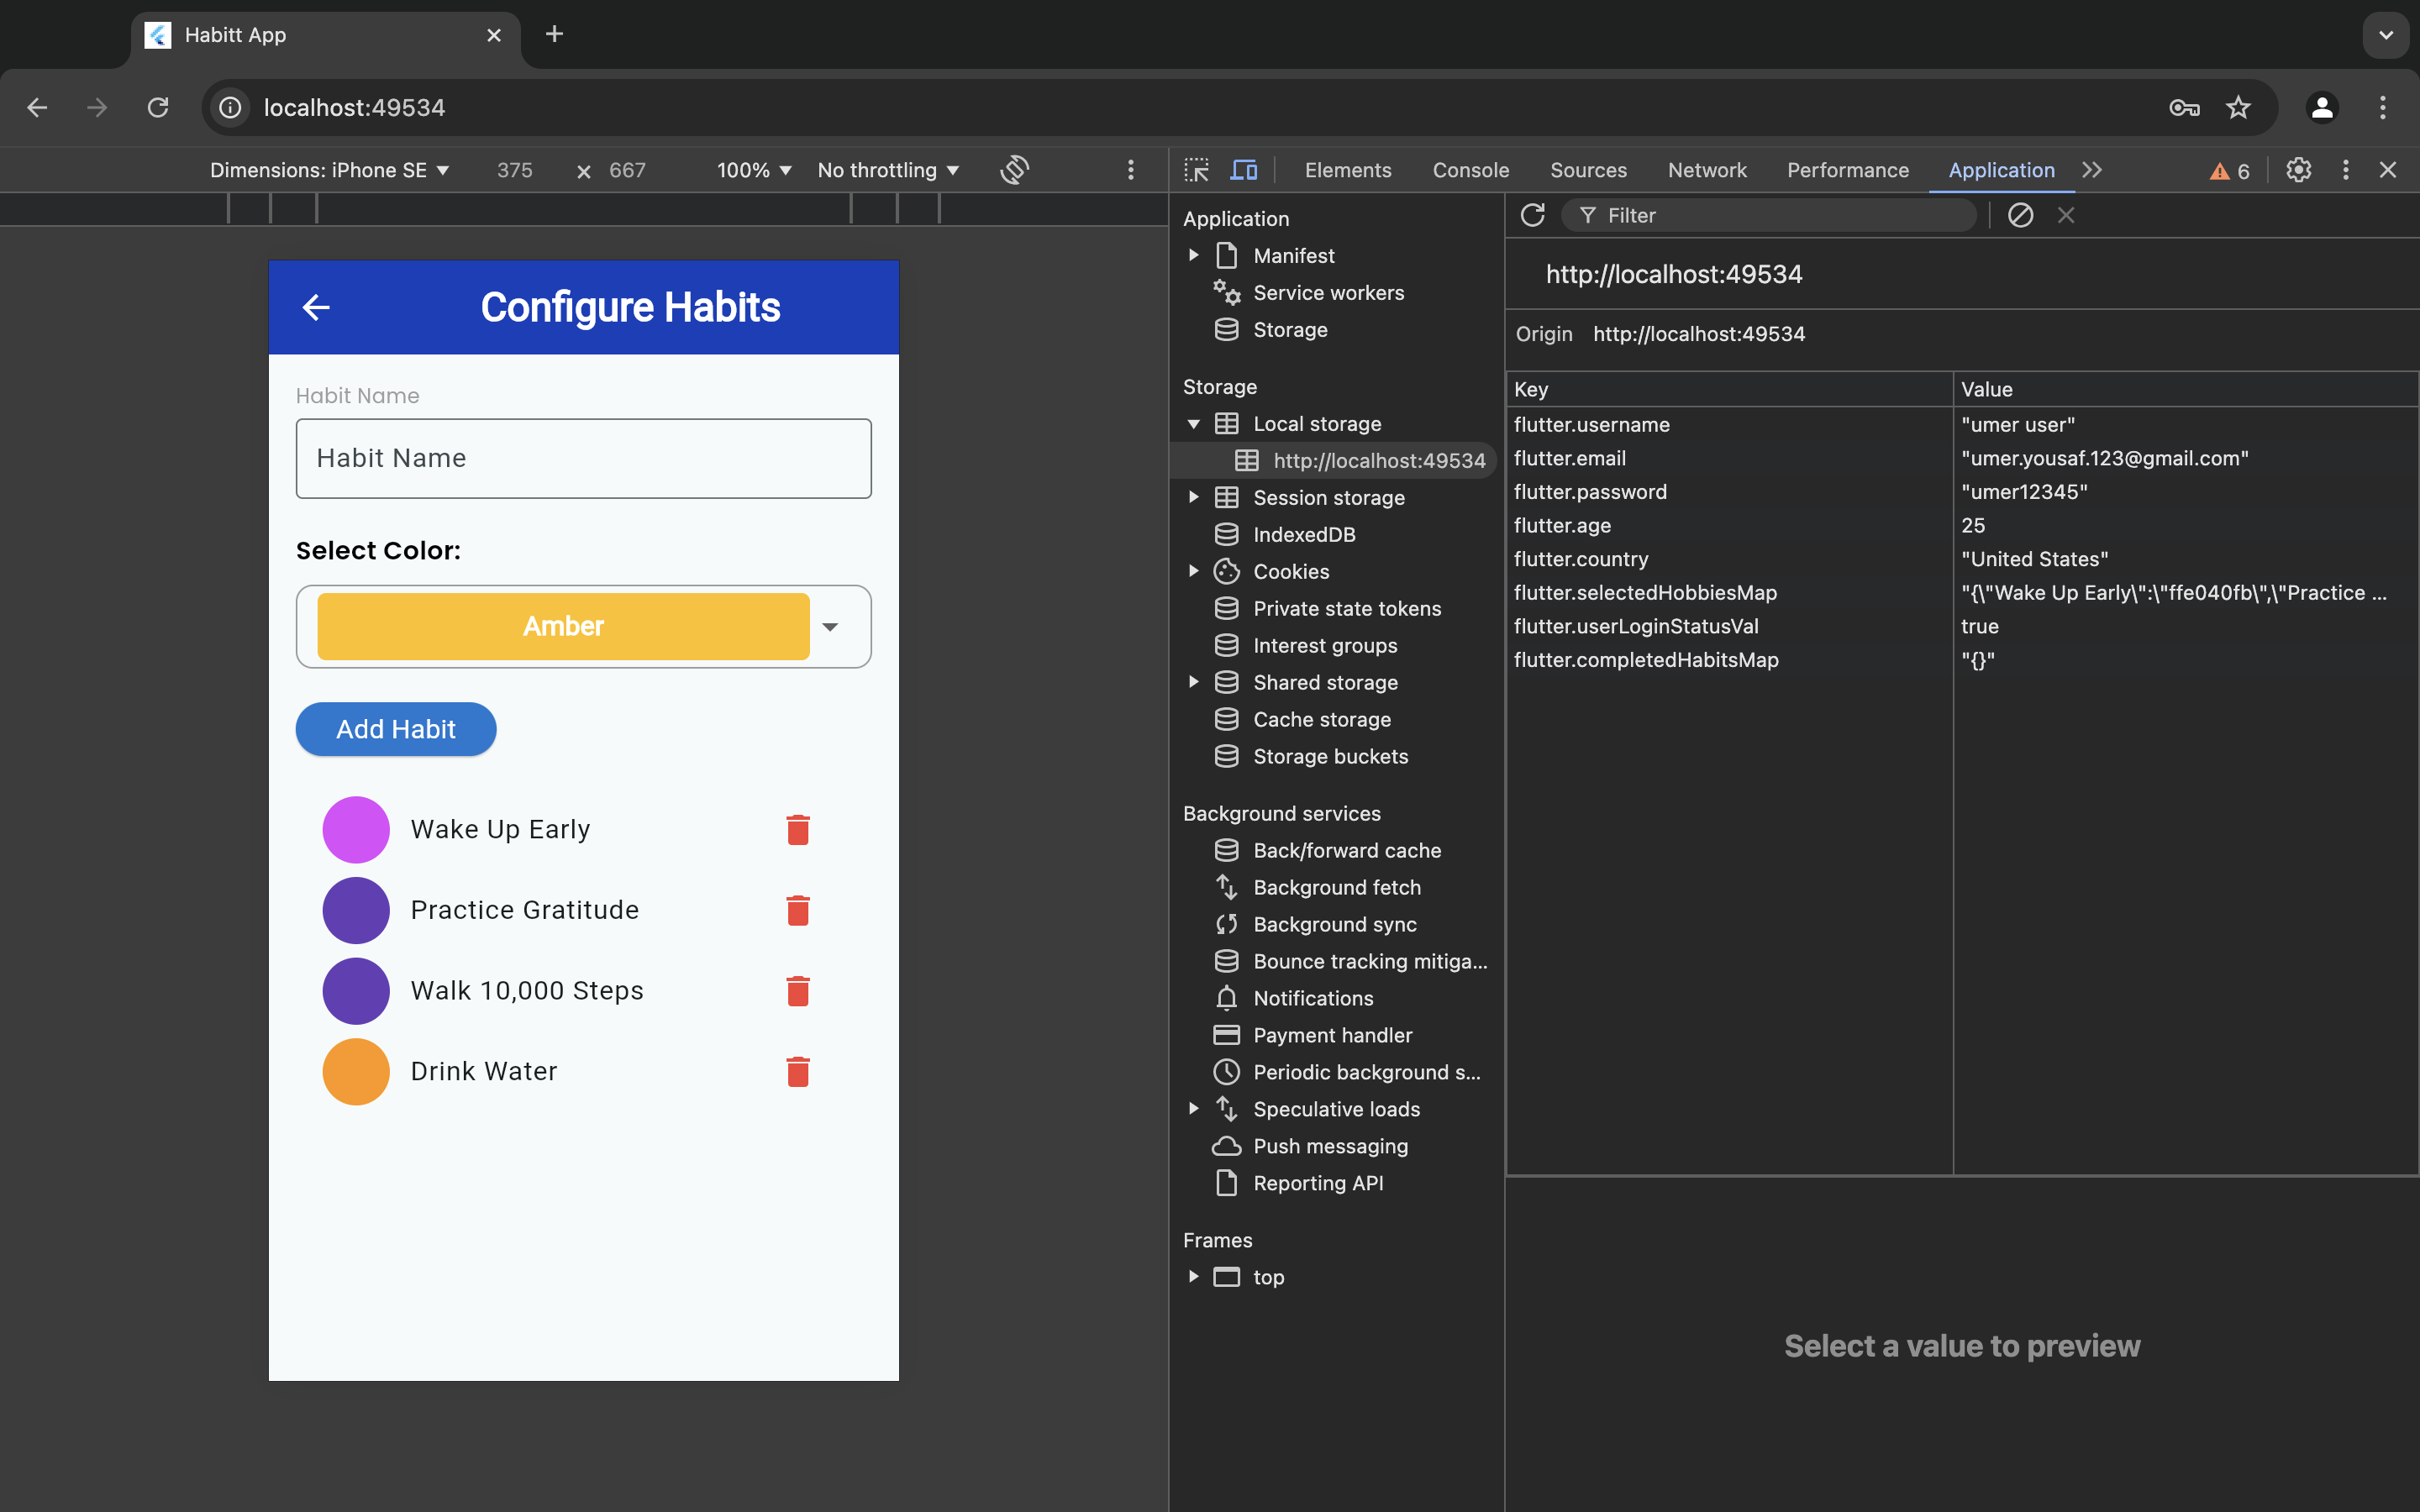 Habitt App
localhost:49534
Dimensions: iPhone SE
375
×
667
100%
No throttling
Elements
Console
Sources
Network
Performance
Application
6
Configure Habits
Habit Name
Habit Name
Select Color:
Amber
Add Habit
Wake Up Early
Practice Gratitude
Walk 10,000 Steps
Drink Water
Application
Manifest
Service workers
Storage
Storage
Local storage
http://localhost:49534
Session storage
IndexedDB
Cookies
Private state tokens
Interest groups
Shared storage
Cache storage
Storage buckets
Background services
Back/forward cache
Background fetch
Background sync
Bounce tracking mitiga...
Notifications
Payment handler
Periodic background s...
Speculative loads
Push messaging
Reporting API
Frames
top
Filter
http://localhost:49534
Origin http://localhost:49534
Key Value
flutter.username "umer user"
flutter.email "umer.yousaf.123@gmail.com"
flutter.password "umer12345"
flutter.age 25
flutter.country "United States"
flutter.selectedHobbiesMap "{\"Wake Up Early\":\"ffe040fb\",\"Practice ...
flutter.userLoginStatusVal true
flutter.completedHabitsMap "{}"
Select a value to preview